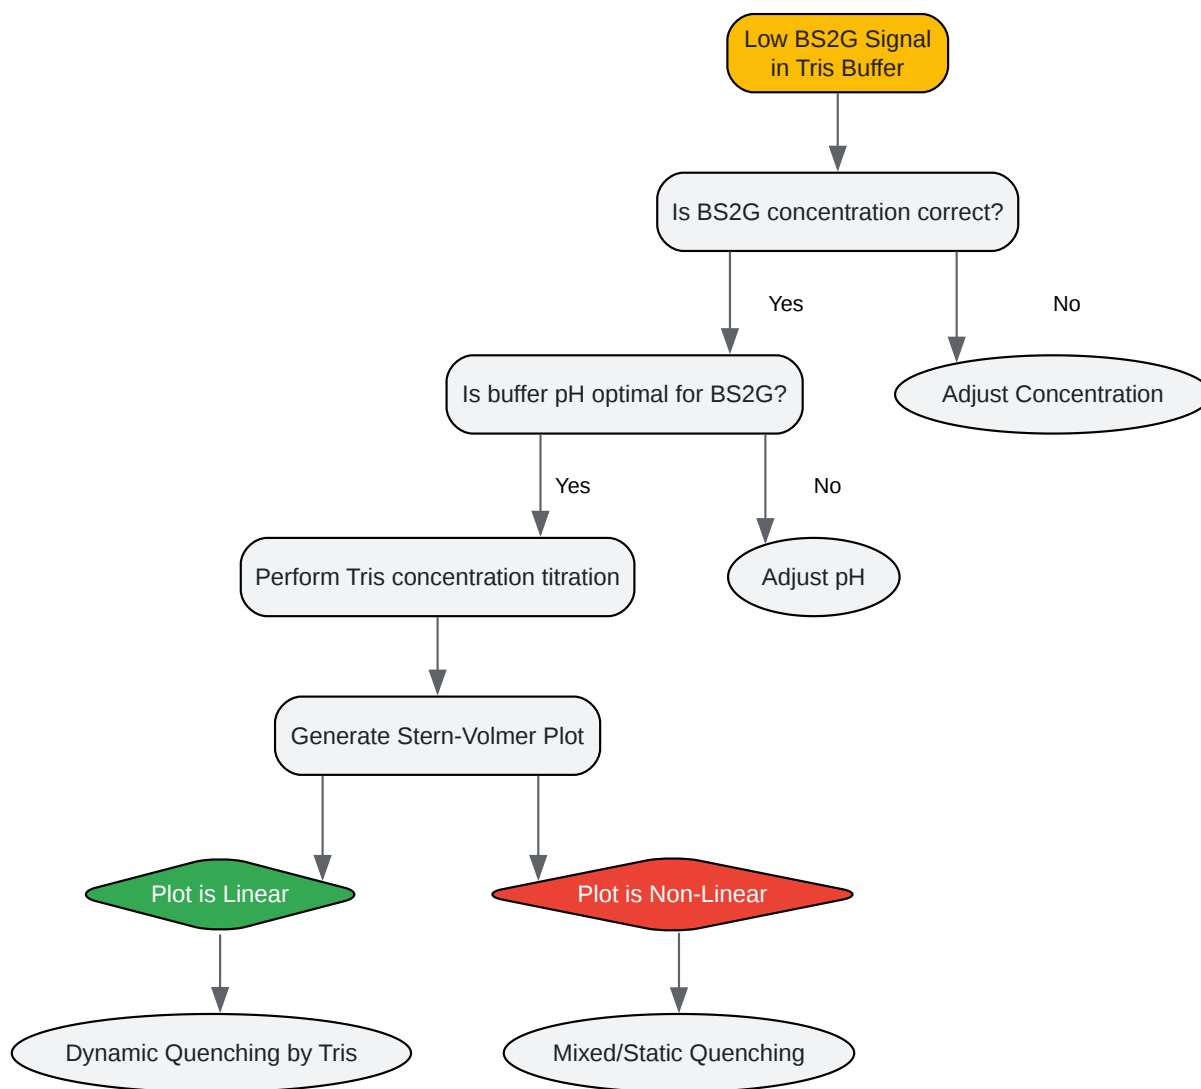 Low BS2G Signal
in Tris Buffer
Is BS2G concentration correct?
Yes
No
Is buffer pH optimal for BS2G?
Adjust Concentration
Yes
No
Perform Tris concentration titration
Adjust pH
Generate Stern-Volmer Plot
Plot is Linear
Plot is Non-Linear
Dynamic Quenching by Tris
Mixed/Static Quenching